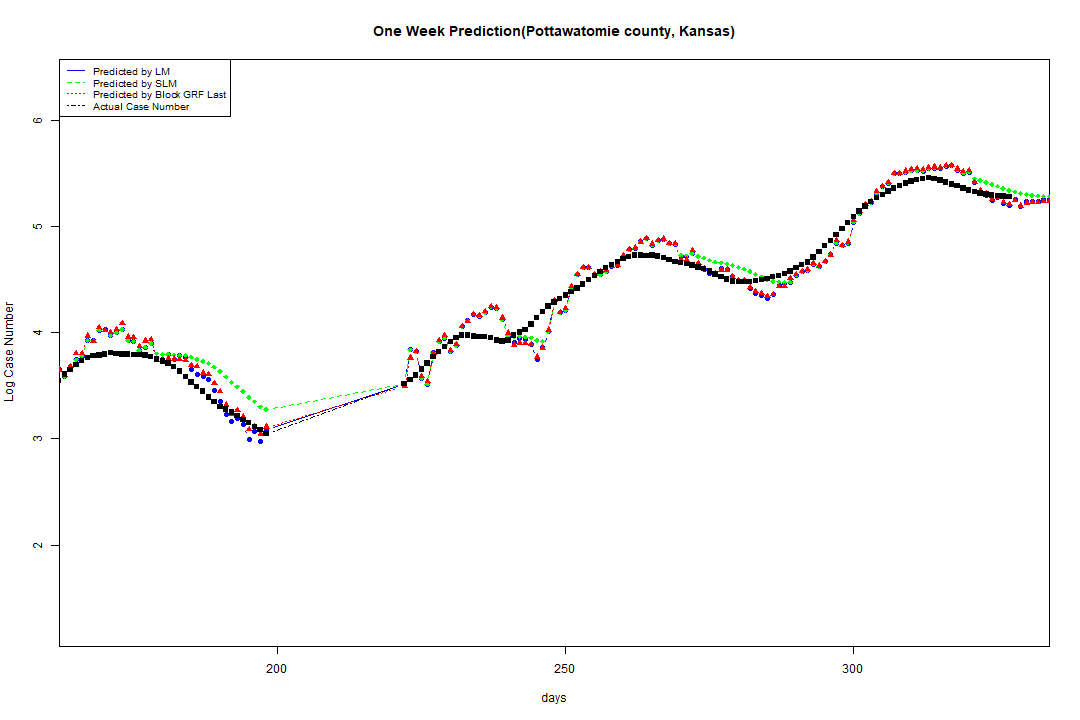 One Week Prediction(Pottawatomie county, Kansas)
Predicted by LM
Predicted by SLM
Predicted by Block GRF Last
Actual Case Number
6
5
4
3
2
Log Case Number
200 250 300
days